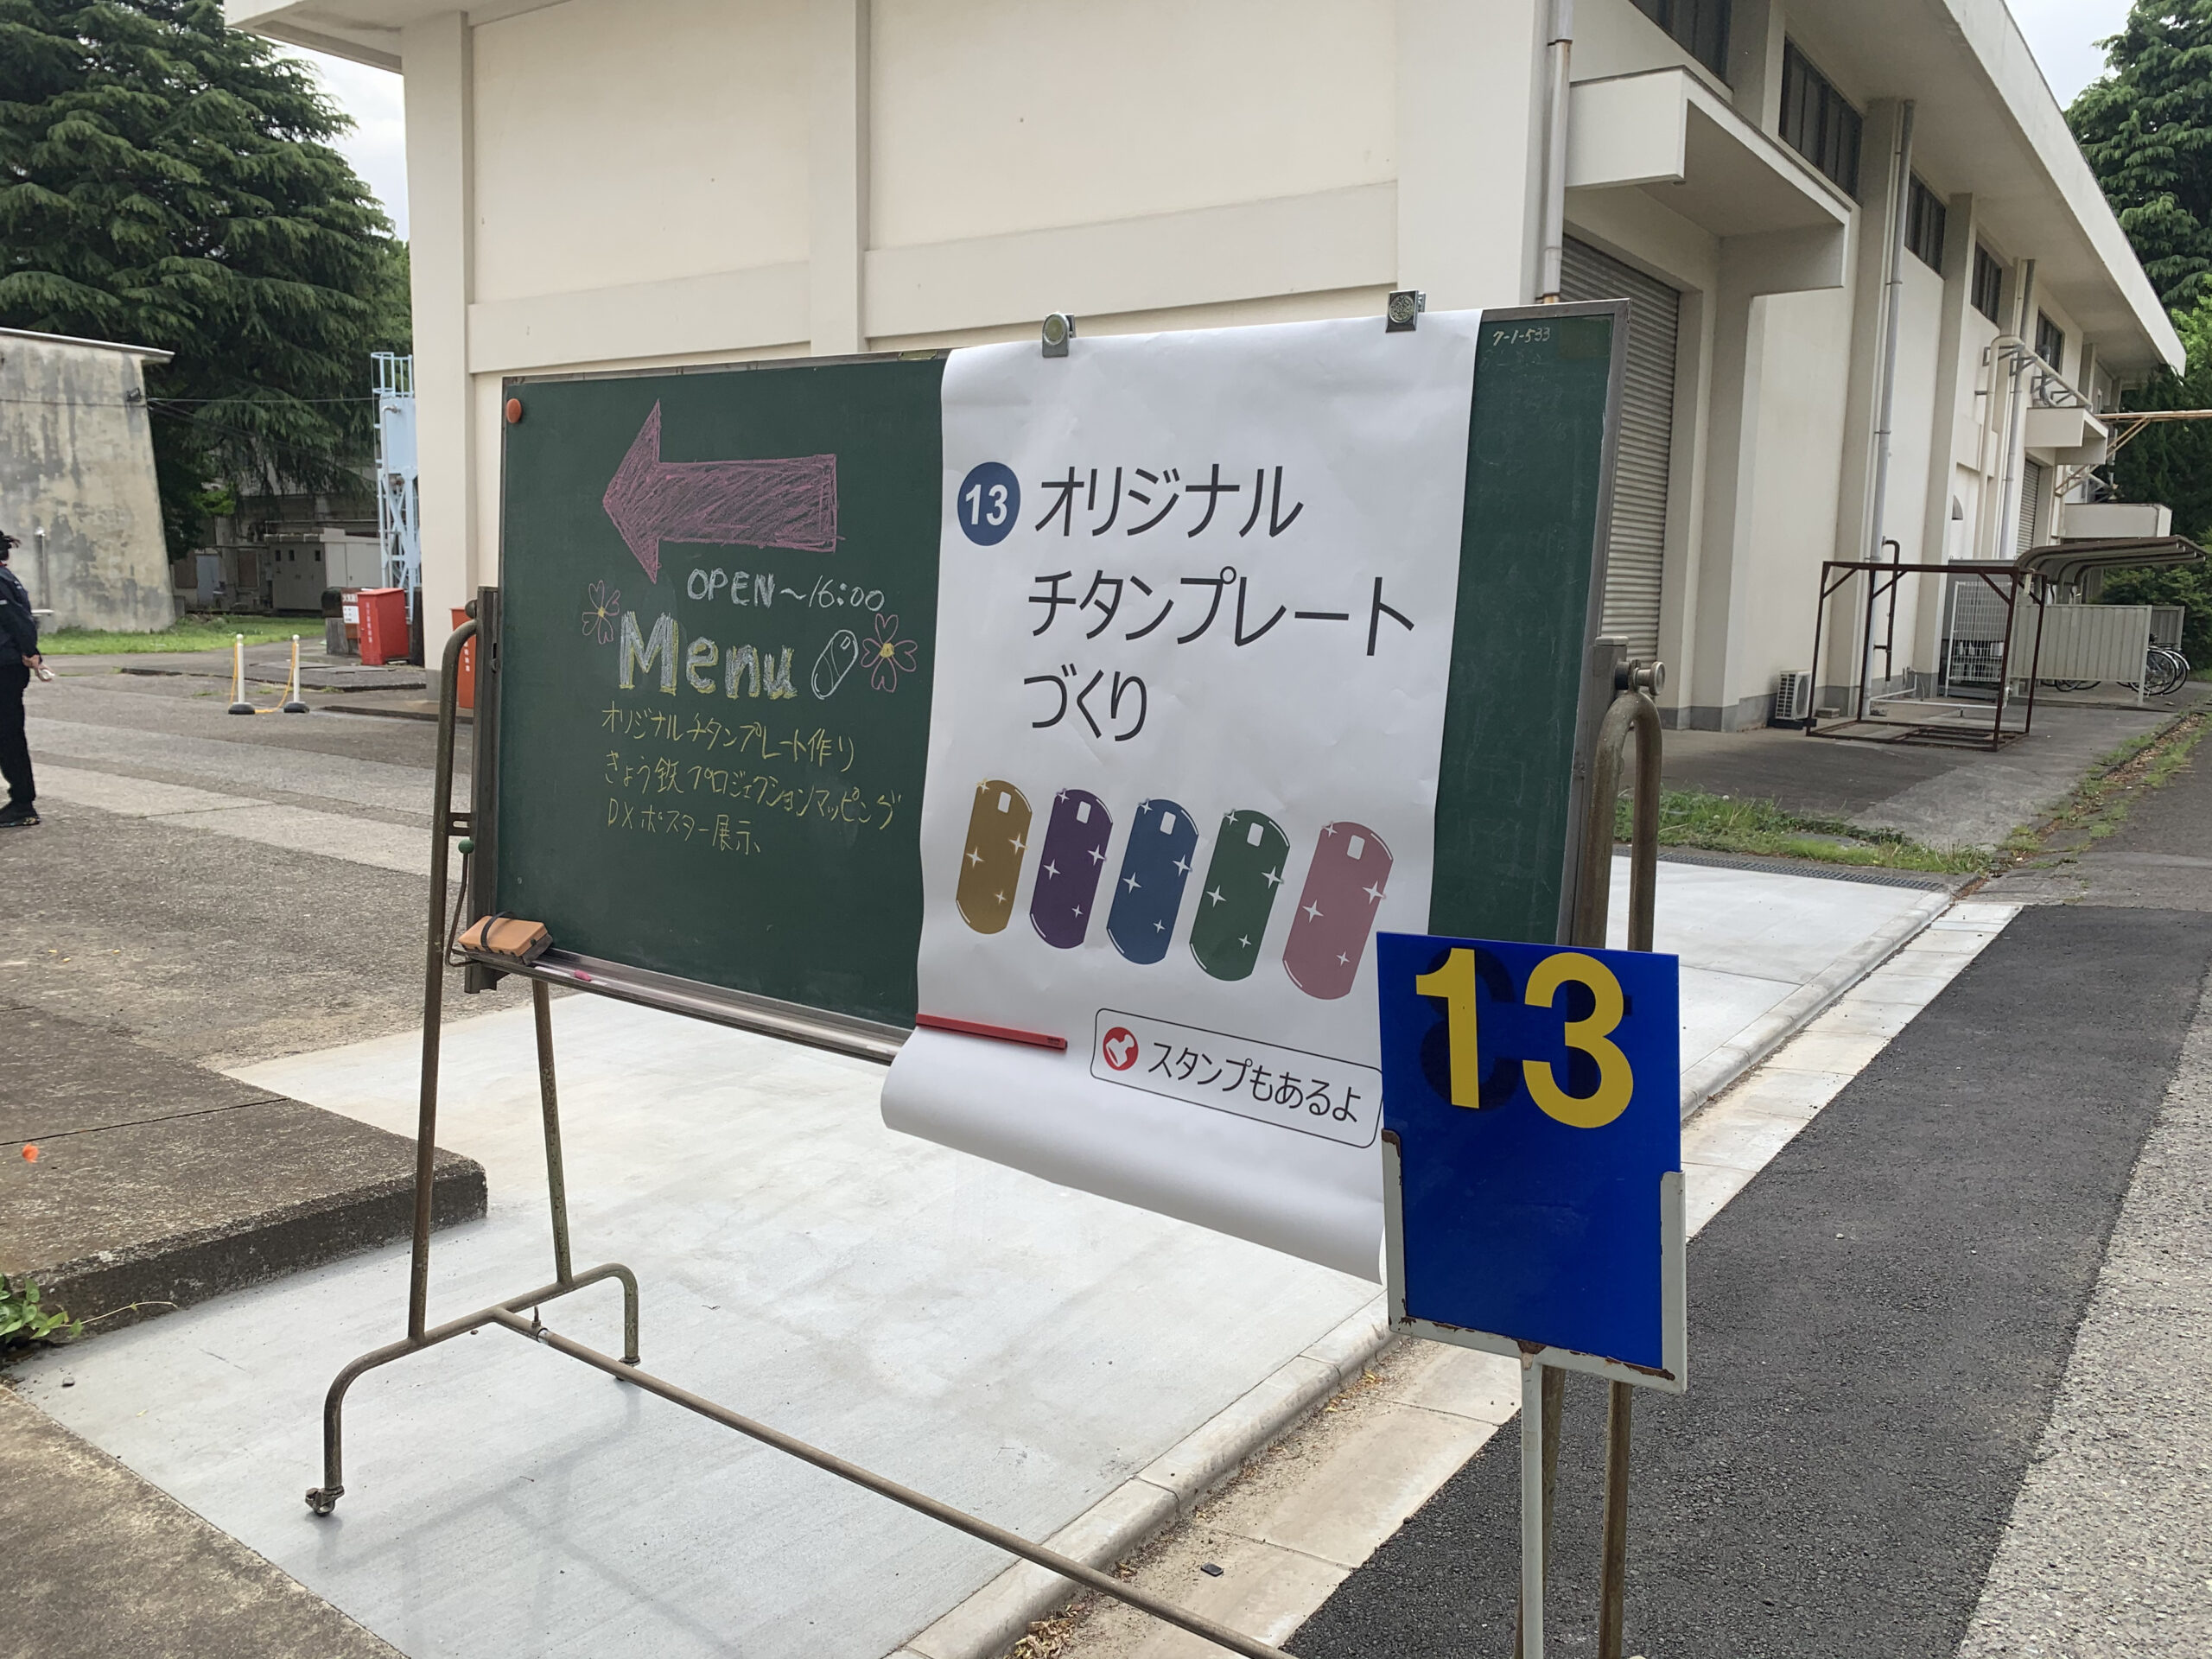 OPEN〜16:00
Menu
オリジナルチタンプレート作り
きょう鉄プロジェクションマッピング
DXポスター展示
7-1-533
13 オリジナル
チタンプレート
づくり
スタンプもあるよ
13